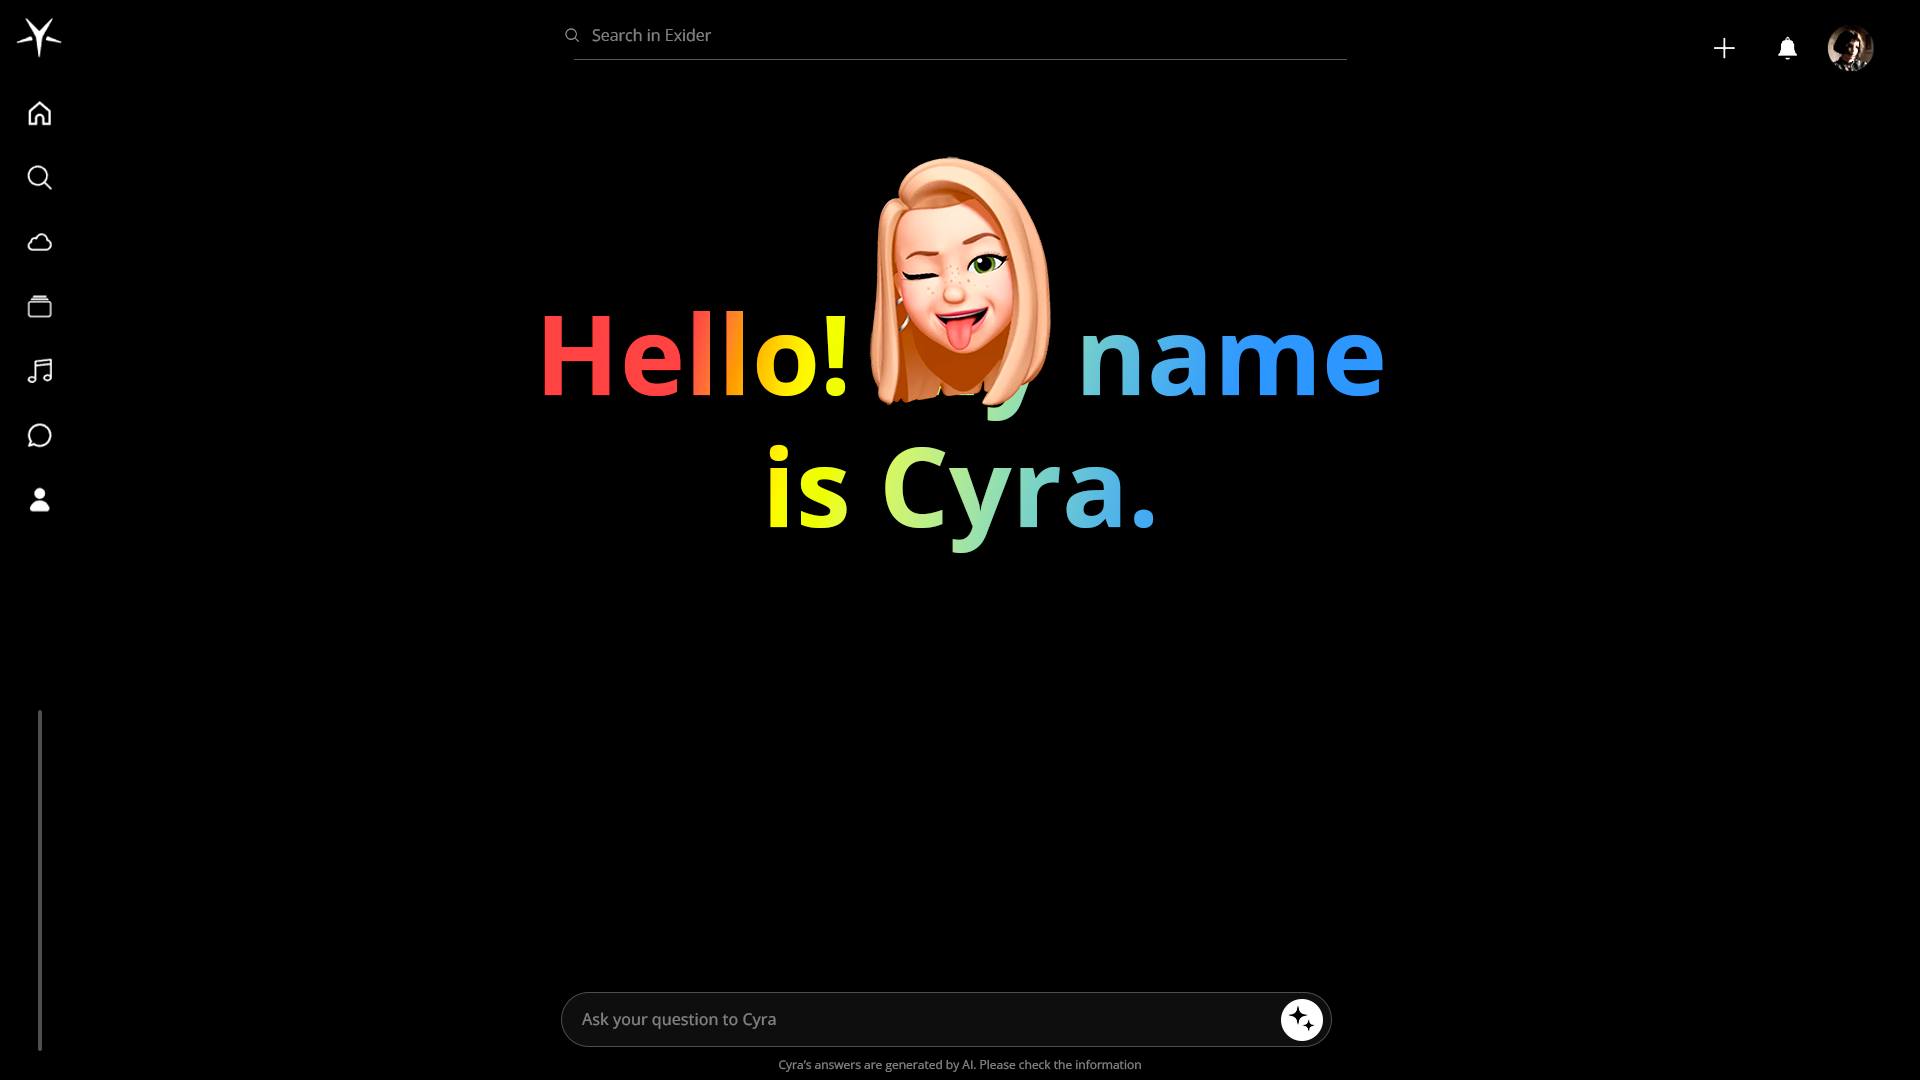 Search in Exider
Hello! name
is Cyra.
Ask your question to Cyra
Cyra's answers are generated by AI. Please check the information